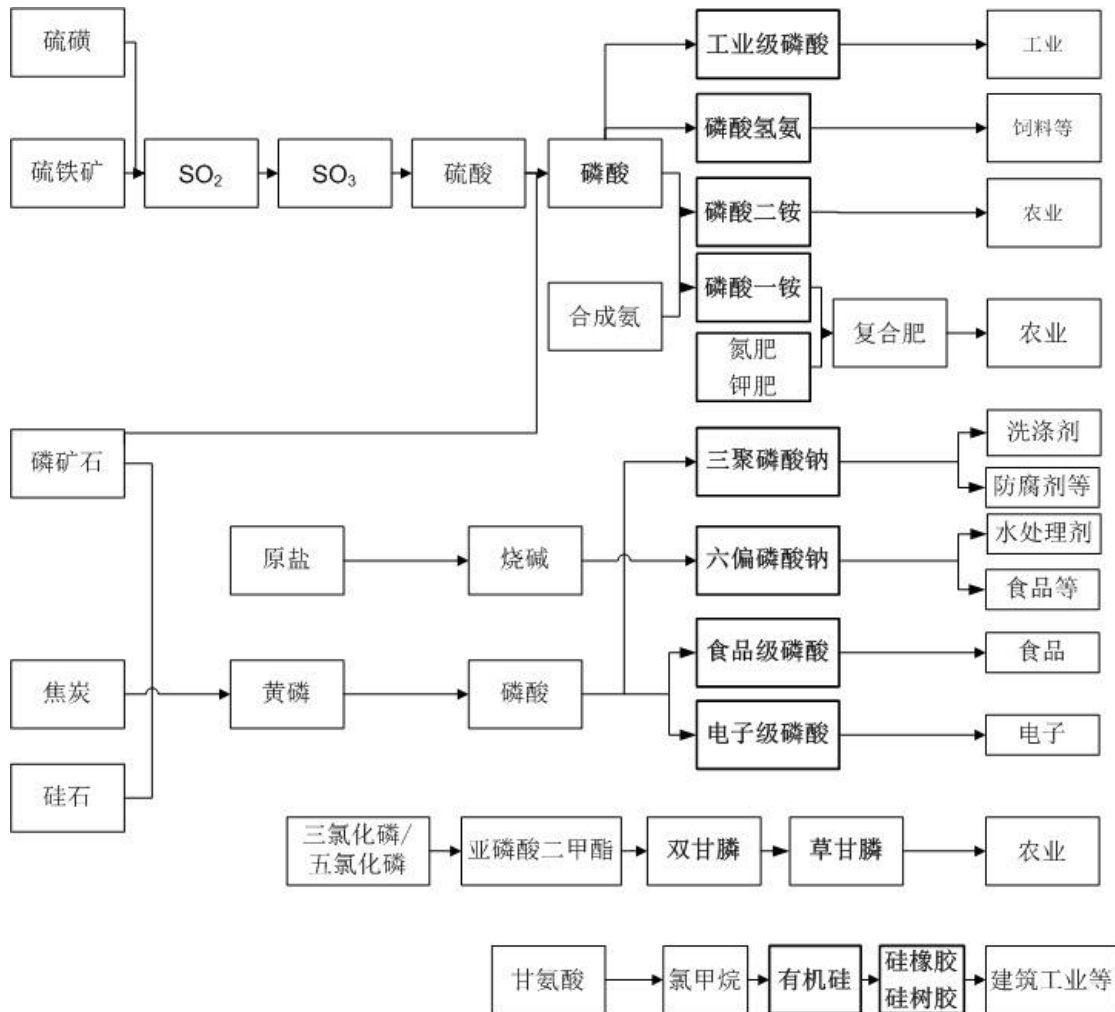 硫磺
工业级磷酸
工业
硫铁矿
SO₂
SO₃
硫酸
磷酸
磷酸氢氨
饲料等
磷酸二铵
农业
合成氨
磷酸一铵
氮肥
钾肥
复合肥
农业
磷矿石
三聚磷酸钠
洗涤剂
防腐剂等
原盐
烧碱
六偏磷酸钠
水处理剂
食品等
焦炭
黄磷
磷酸
食品级磷酸
食品
电子级磷酸
电子
硅石
三氯化磷/
五氯化磷
亚磷酸二甲酯
双甘膦
草甘膦
农业
甘氨酸
氯甲烷
有机硅
硅橡胶
硅树胶
建筑工业等